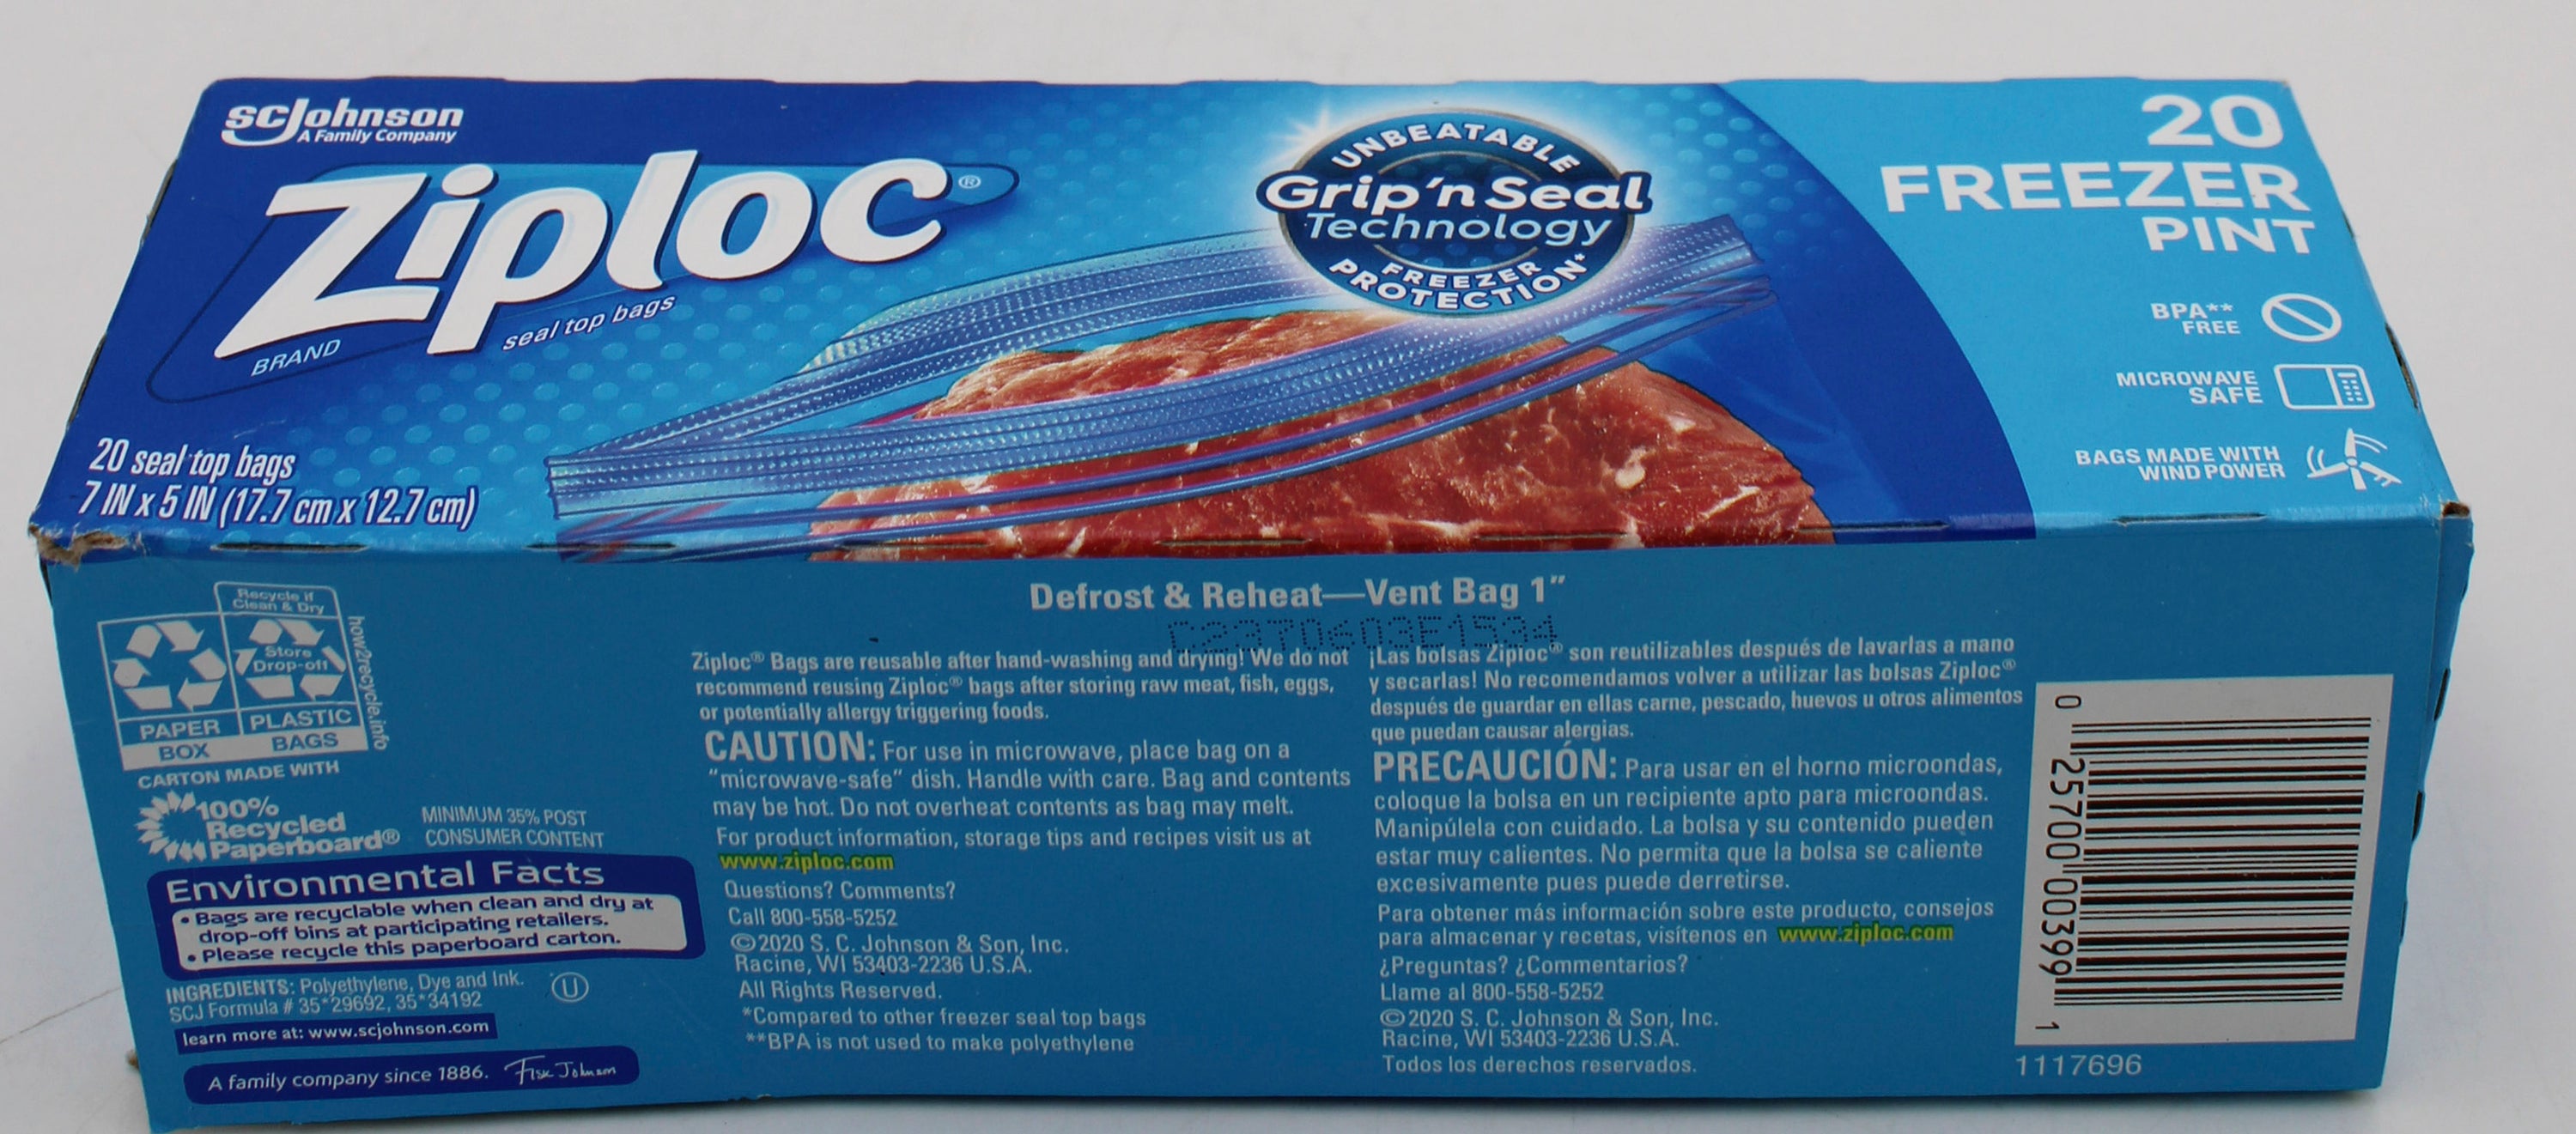 scJohnson
A Family Company
Ziploc®
BRAND
seal top bags
20 seal top bags
7 IN x 5 IN (17.7 cm x 12.7 cm)
UNBEATABLE
Grip'n Seal
Technology
FREEZER
PROTECTION*
20
FREEZER
PINT
BPA**
FREE
MICROWAVE
SAFE
BAGS MADE WITH
WIND POWER
Recycle if
Clean & Dry
Store
Drop-off
how2recycle.info
PAPER
PLASTIC
BOX
BAGS
CARTON MADE WITH
100%
Recycled
Paperboard®
MINIMUM 35% POST
CONSUMER CONTENT
Environmental Facts
• Bags are recyclable when clean and dry at
drop-off bins at participating retailers.
• Please recycle this paperboard carton.
INGREDIENTS: Polyethylene, Dye and Ink.
SCJ Formula # 35*29692, 35*34192
U
learn more at: www.scjohnson.com
A family company since 1886. Fisk Johnson
Defrost & Reheat—Vent Bag 1"
C2370603E1534
Ziploc® Bags are reusable after hand-washing and drying! We do not
recommend reusing Ziploc® bags after storing raw meat, fish, eggs,
or potentially allergy triggering foods.
CAUTION: For use in microwave, place bag on a
"microwave-safe" dish. Handle with care. Bag and contents
may be hot. Do not overheat contents as bag may melt.
For product information, storage tips and recipes visit us at
www.ziploc.com
Questions? Comments?
Call 800-558-5252
©2020 S. C. Johnson & Son, Inc.
Racine, WI 53403-2236 U.S.A.
All Rights Reserved.
*Compared to other freezer seal top bags
**BPA is not used to make polyethylene
¡Las bolsas Ziploc® son reutilizables después de lavarlas a mano
y secarlas! No recomendamos volver a utilizar las bolsas Ziploc®
después de guardar en ellas carne, pescado, huevos u otros alimentos
que puedan causar alergias.
PRECAUCIÓN: Para usar en el horno microondas,
coloque la bolsa en un recipiente apto para microondas.
Manipúlela con cuidado. La bolsa y su contenido pueden
estar muy calientes. No permita que la bolsa se caliente
excesivamente pues puede derretirse.
Para obtener más información sobre este producto, consejos
para almacenar y recetas, visítenos en www.ziploc.com
¿Preguntas? ¿Commentarios?
Llame al 800-558-5252
©2020 S. C. Johnson & Son, Inc.
Racine, WI 53403-2236 U.S.A.
Todos los derechos reservados.
0 25700 00399 1
1117696